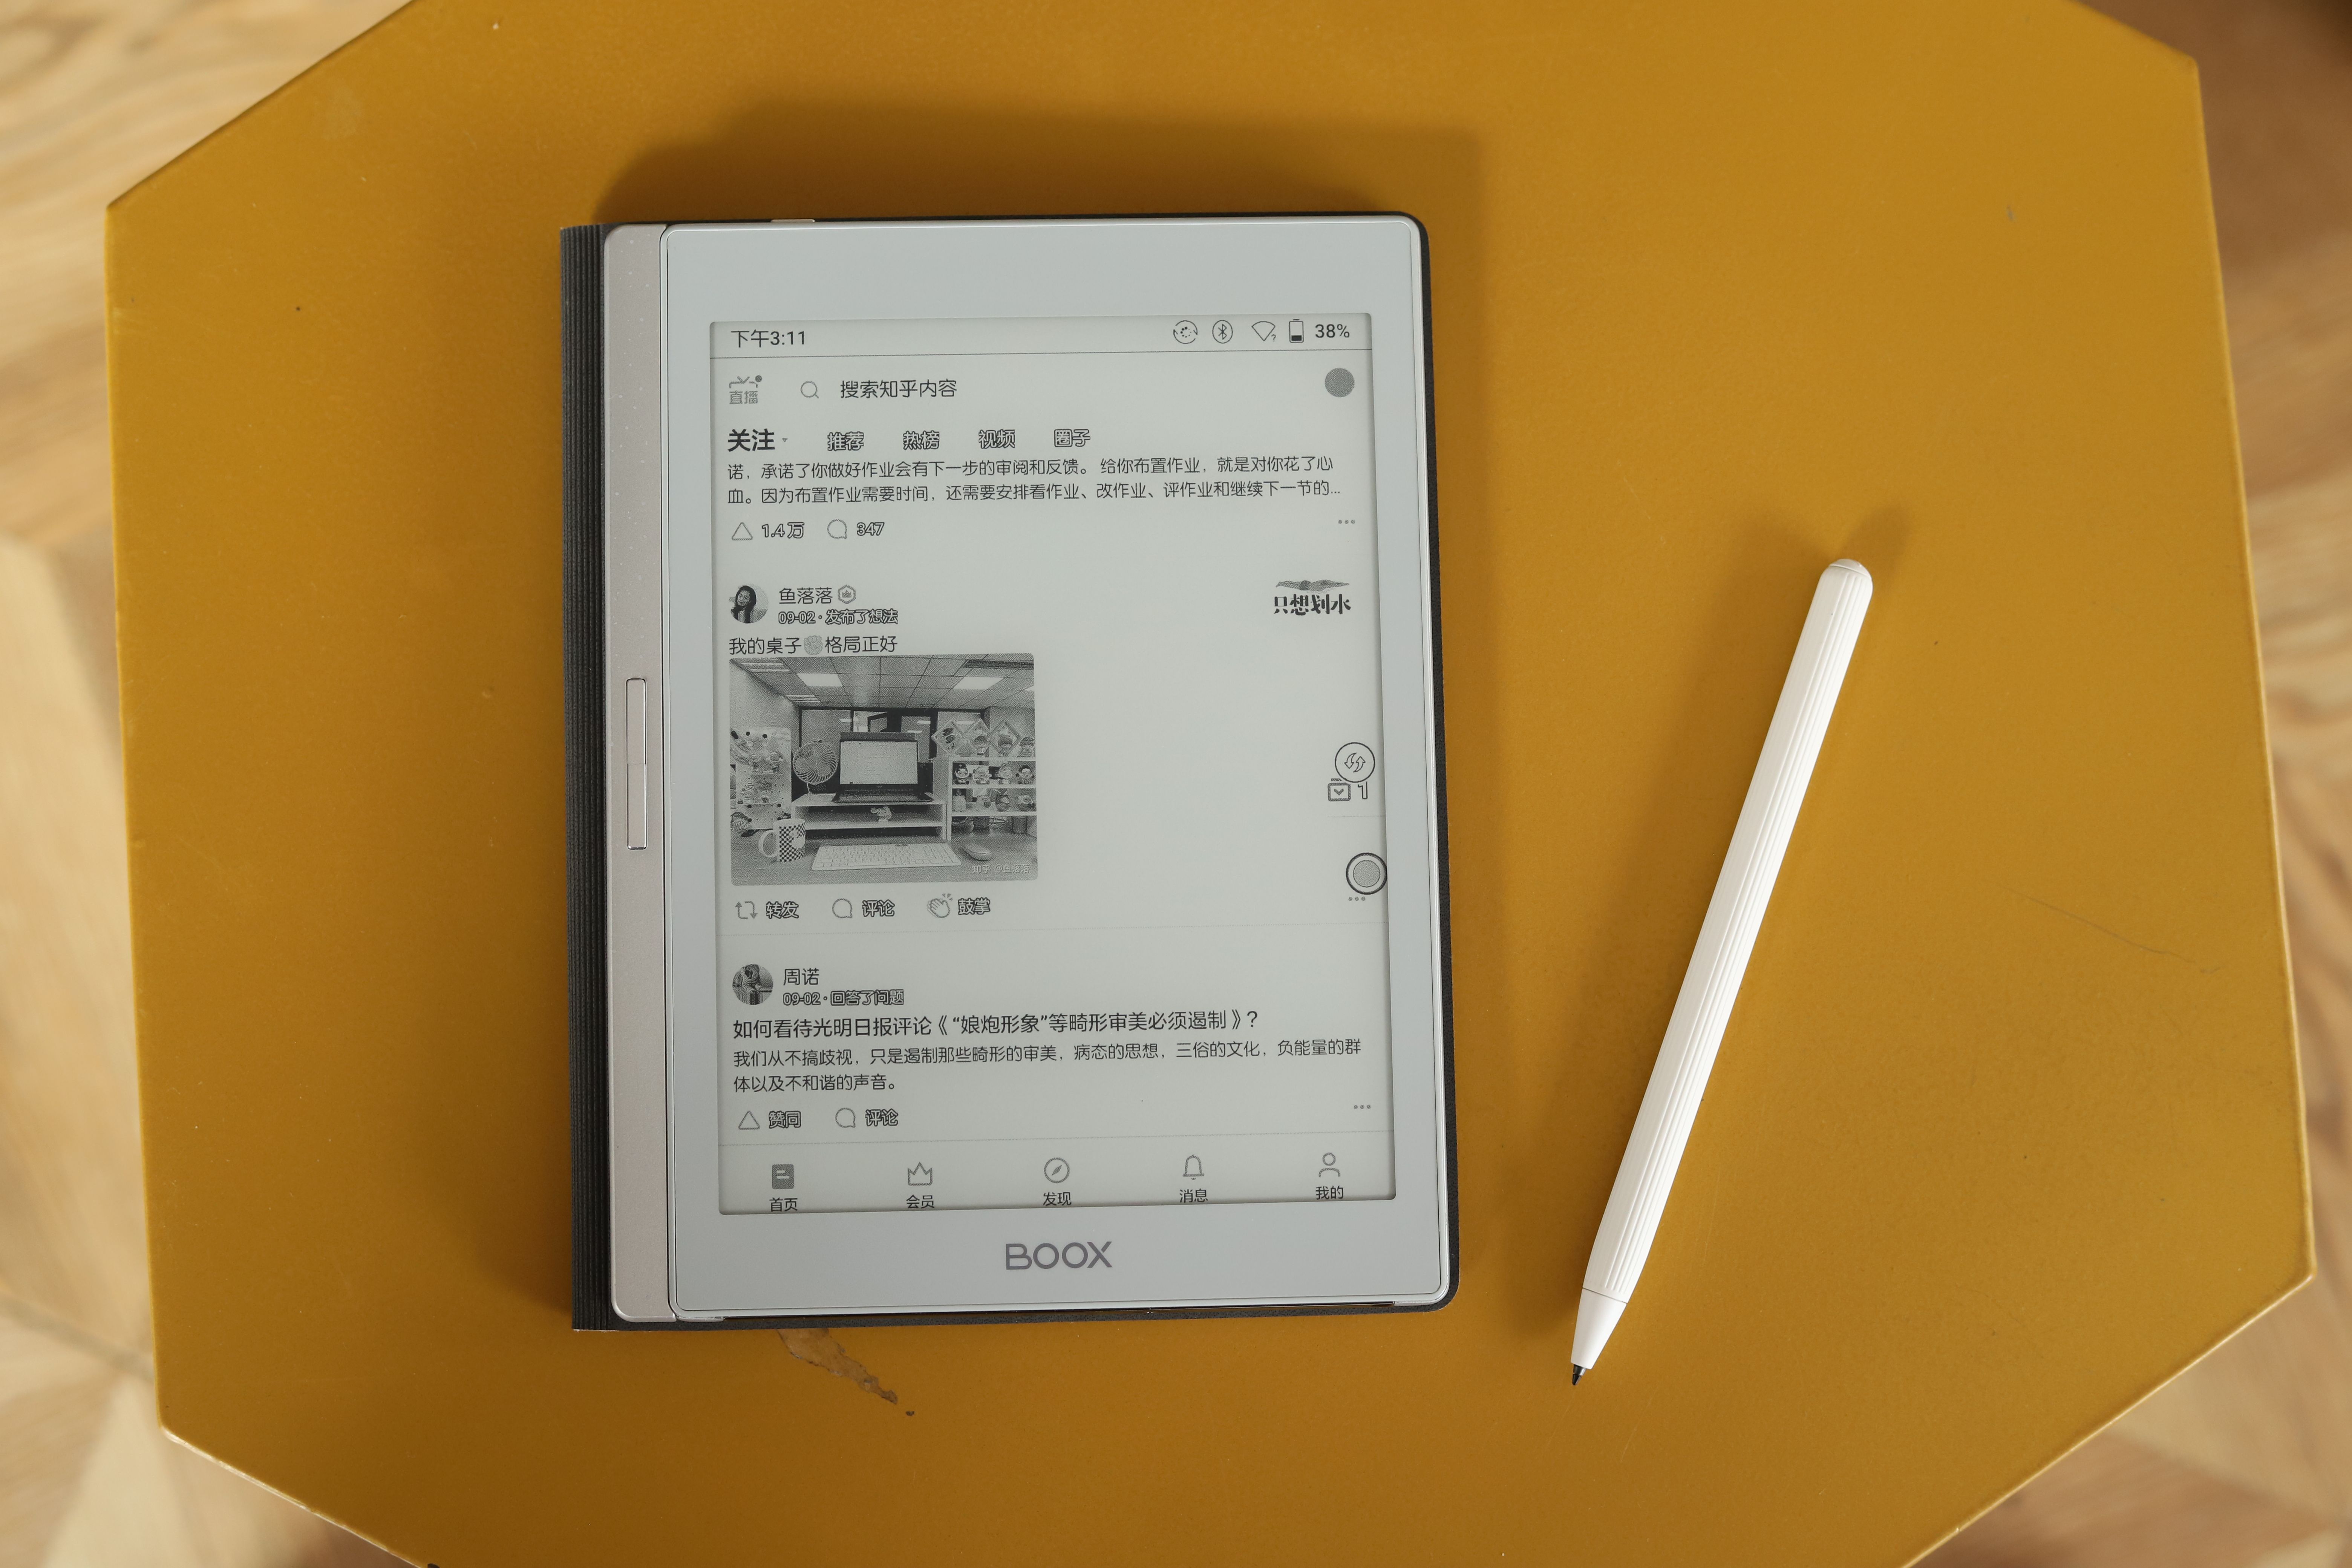 下午3:11
38%
直播
搜索知乎内容
关注 推荐 热榜 视频 圈子
诺，承诺了你做好作业会有下一步的审阅和反馈。 给你布置作业，就是对你花了心
血。因为布置作业需要时间，还需要安排看作业、改作业、评作业和继续下一节的...
1.4万 347
鱼落落
09-02·发布了想法
只想划水
我的桌子✊格局正好
知乎 @鱼落落
1
转发 评论 鼓掌
周诺
09-02·回答了问题
如何看待光明日报评论《“娘炮形象”等畸形审美必须遏制》？
我们从不搞歧视，只是遏制那些畸形的审美，病态的思想，三俗的文化，负能量的群
体以及不和谐的声音。
赞同 评论
首页 会员 发现 消息 我的
BOOX